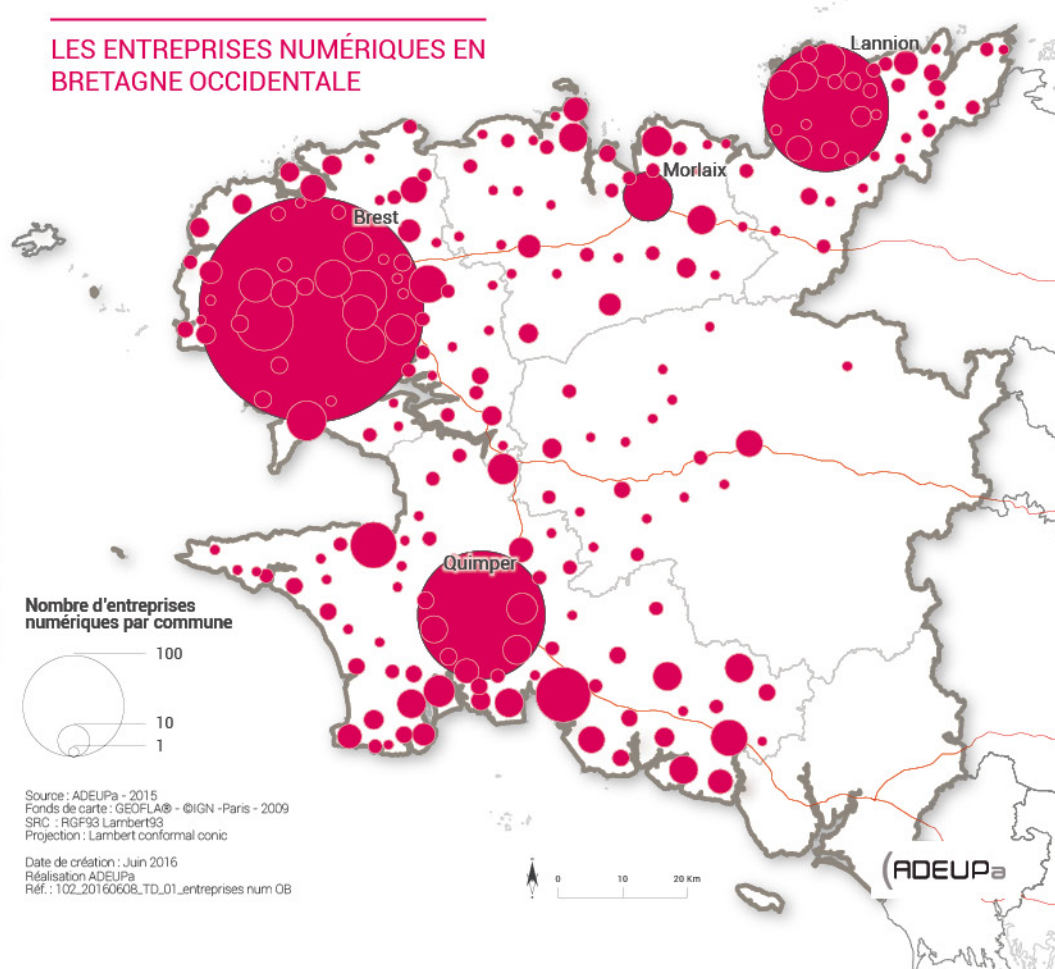 LES ENTREPRISES NUMÉRIQUES EN
BRETAGNE OCCIDENTALE
Lannion
Morlaix
Brest
Quimper
Nombre d'entreprises
numériques par commune
100
10
1
Source : ADEUPa - 2015
Fonds de carte : GEOFLA® - ©IGN -Paris - 2009
SRC : RGF93 Lambert93
Projection : Lambert conformal conic
Date de création : Juin 2016
Réalisation ADEUPa
Réf. : 102_20160608_TD_01_entreprises num OB
0 10 20 Km
ADEUPa